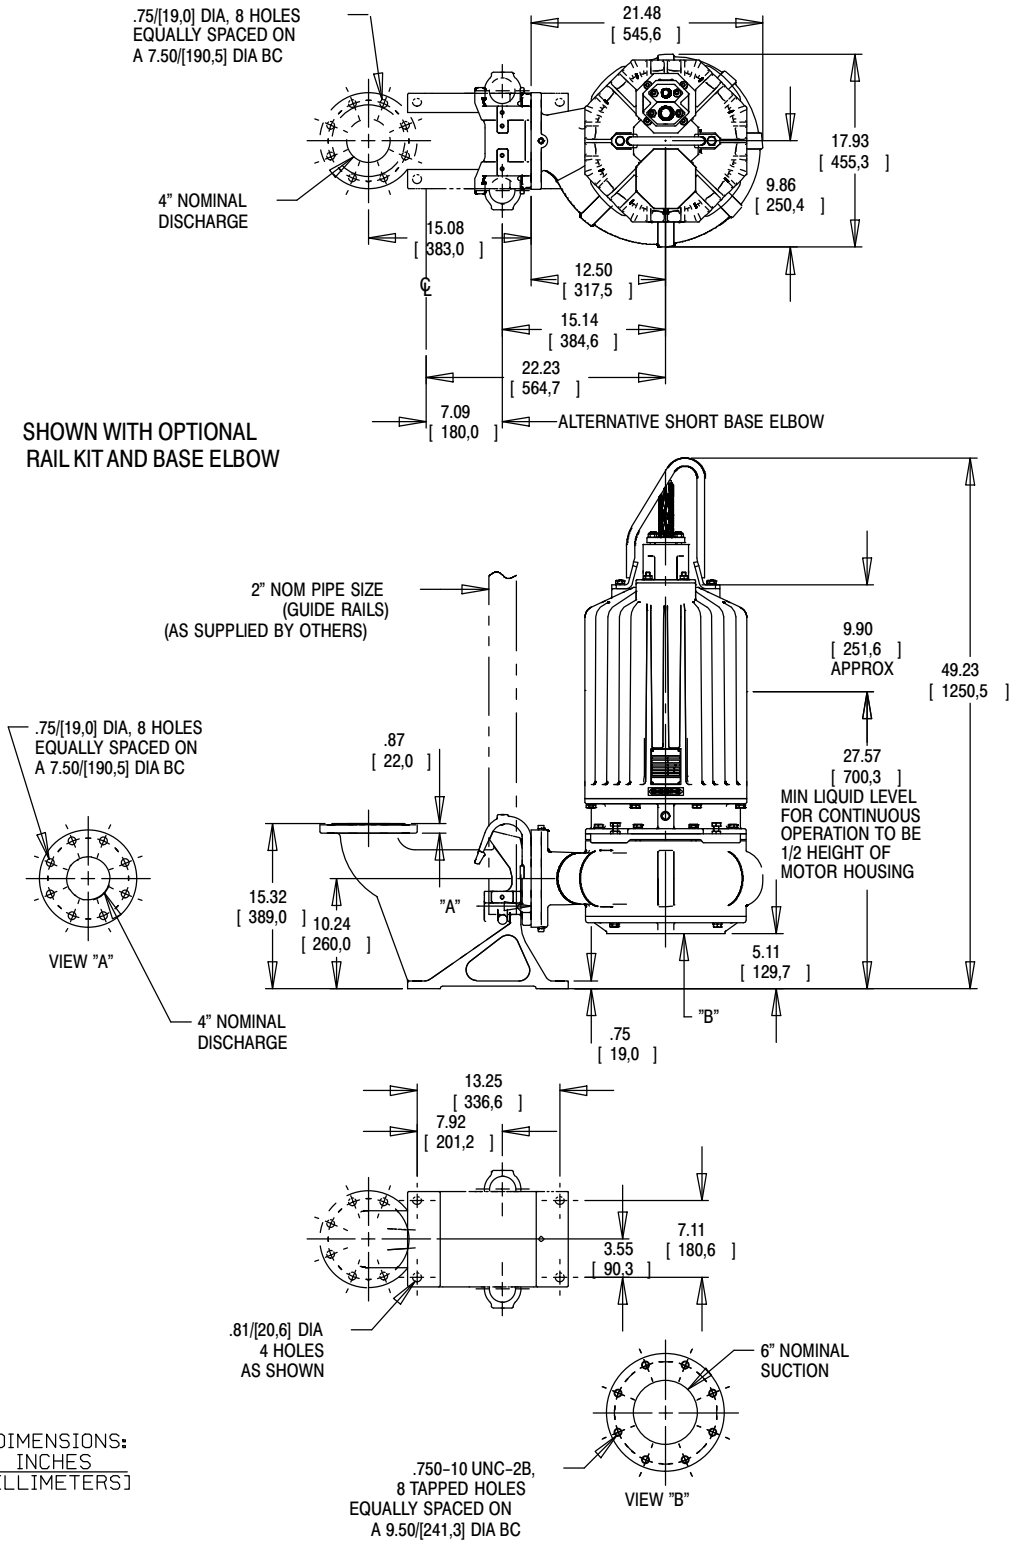 .75/[19,0] DIA, 8 HOLES
EQUALLY SPACED ON
A 7.50/[190,5] DIA BC
21.48
[ 545,6 ]
17.93
[ 455,3 ]
9.86
[ 250,4 ]
4” NOMINAL
DISCHARGE
15.08
[ 383,0 ]
12.50
[ 317,5 ]
℄
15.14
[ 384,6 ]
22.23
[ 564,7 ]
7.09
[ 180,0 ]
ALTERNATIVE SHORT BASE ELBOW
SHOWN WITH OPTIONAL
RAIL KIT AND BASE ELBOW
2” NOM PIPE SIZE
(GUIDE RAILS)
(AS SUPPLIED BY OTHERS)
9.90
[ 251,6 ]
APPROX
49.23
[ 1250,5 ]
.75/[19,0] DIA, 8 HOLES
EQUALLY SPACED ON
A 7.50/[190,5] DIA BC
.87
[ 22,0 ]
27.57
[ 700,3 ]
MIN LIQUID LEVEL
FOR CONTINUOUS
OPERATION TO BE
1/2 HEIGHT OF
MOTOR HOUSING
15.32
[ 389,0 ]
10.24
[ 260,0 ]
”A”
VIEW ”A”
5.11
[ 129,7 ]
4” NOMINAL
DISCHARGE
”B”
.75
[ 19,0 ]
13.25
[ 336,6 ]
7.92
[ 201,2 ]
7.11
[ 180,6 ]
3.55
[ 90,3 ]
.81/[20,6] DIA
4 HOLES
AS SHOWN
6” NOMINAL
SUCTION
DIMENSIONS:
INCHES
ILLIMETERS]
.750-10 UNC-2B,
8 TAPPED HOLES
EQUALLY SPACED ON
A 9.50/[241,3] DIA BC
VIEW ”B”